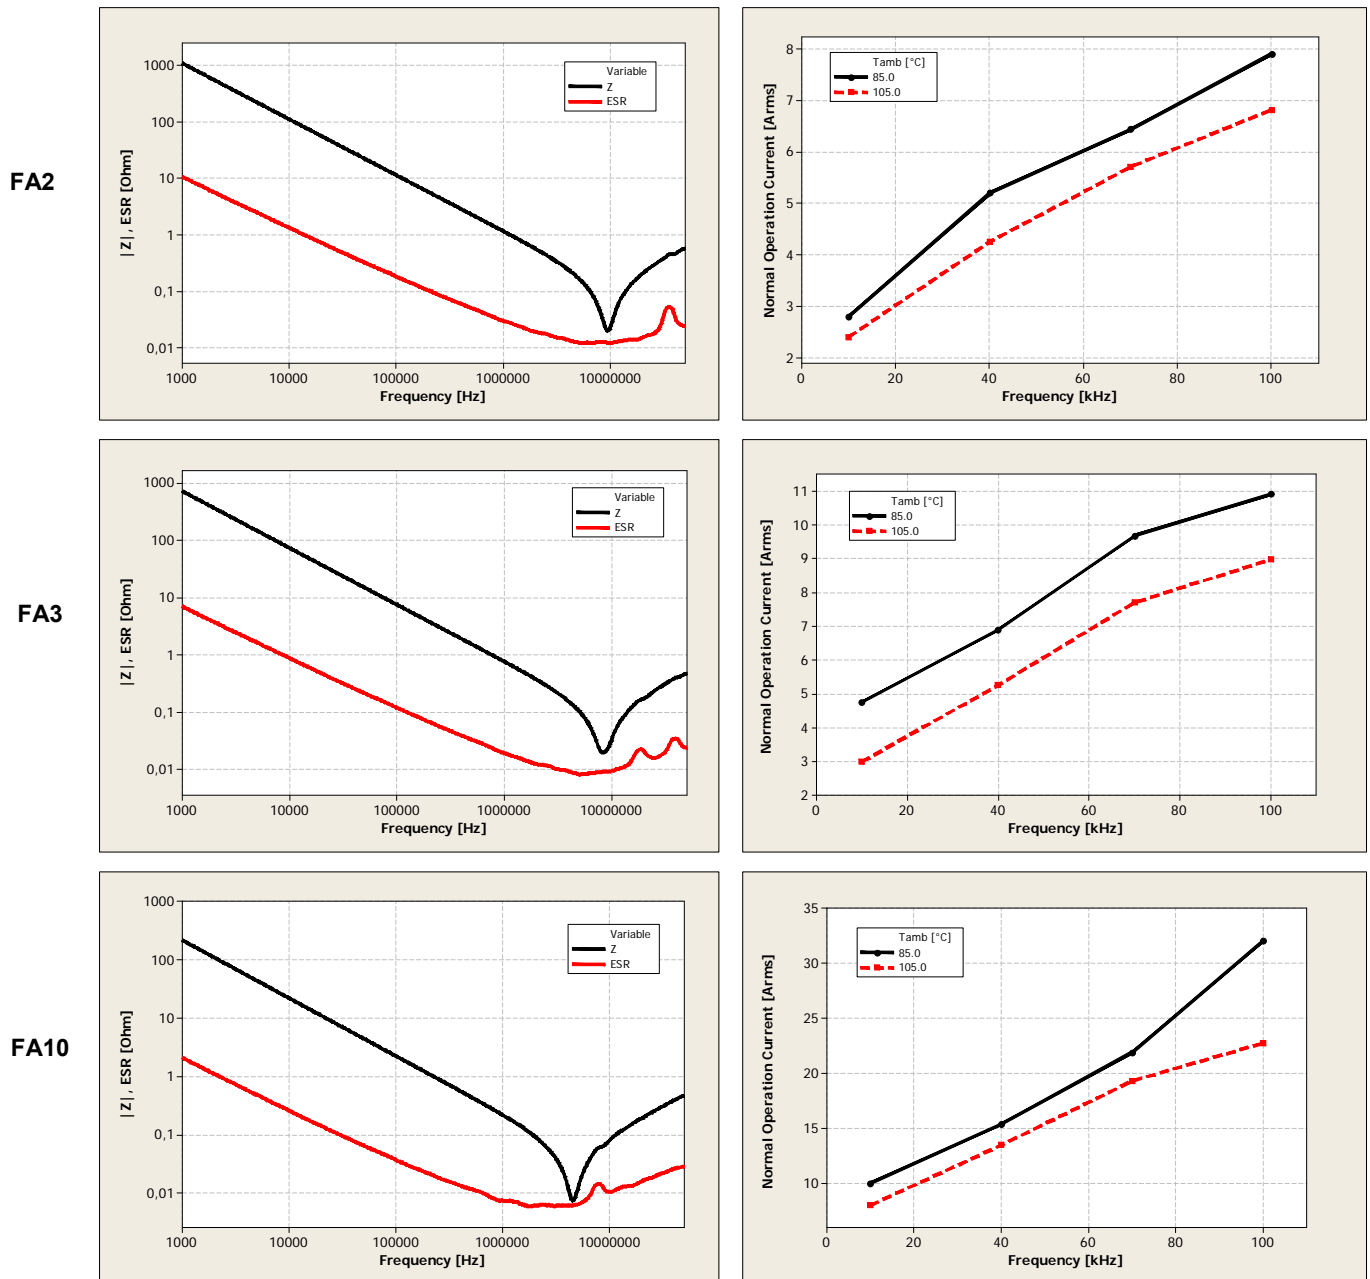 FA2
|Z|, ESR [Ohm]
1000
100
10
1
0,1
0,01
Variable
Z
ESR
1000
10000
100000
1000000
10000000
Frequency [Hz]
Normal Operation Current [Arms]
8
7
6
5
4
3
2
Tamb [°C]
85.0
105.0
0
20
40
60
80
100
Frequency [kHz]
FA3
|Z|, ESR [Ohm]
1000
100
10
1
0,1
0,01
Variable
Z
ESR
1000
10000
100000
1000000
10000000
Frequency [Hz]
Normal Operation Current [Arms]
11
10
9
8
7
6
5
4
3
2
Tamb [°C]
85.0
105.0
0
20
40
60
80
100
Frequency [kHz]
FA10
|Z|, ESR [Ohm]
1000
100
10
1
0,1
0,01
Variable
Z
ESR
1000
10000
100000
1000000
10000000
Frequency [Hz]
Normal Operation Current [Arms]
35
30
25
20
15
10
Tamb [°C]
85.0
105.0
0
20
40
60
80
100
Frequency [kHz]